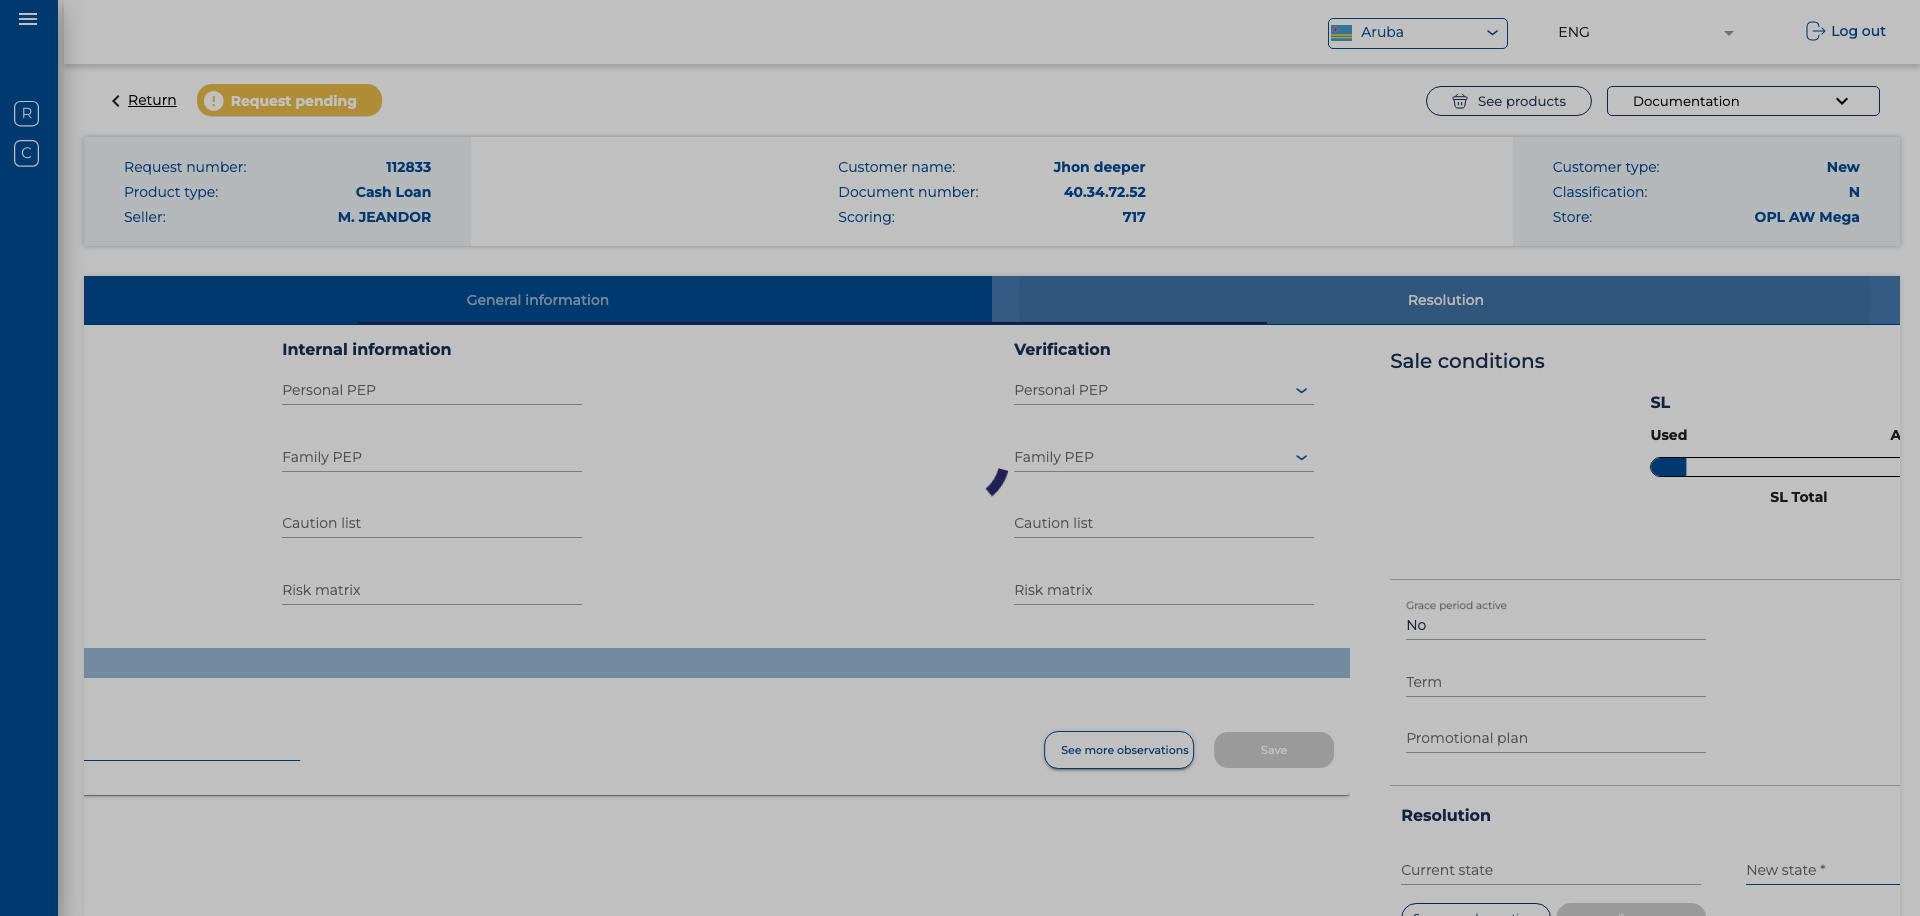 Aruba
ENG
Log out
R
C
Return
! Request pending
See products
Documentation
Request number: 112833
Product type: Cash Loan
Seller: M. JEANDOR
Customer name: Jhon deeper
Document number: 40.34.72.52
Scoring: 717
Customer type: New
Classification: N
Store: OPL AW Mega
General information
Resolution
Internal information
Personal PEP
Family PEP
Caution list
Risk matrix
Verification
Personal PEP
Family PEP
Caution list
Risk matrix
See more observations
Save
Sale conditions
SL
Used
SL Total
Grace period active
No
Term
Promotional plan
Resolution
Current state
New state *